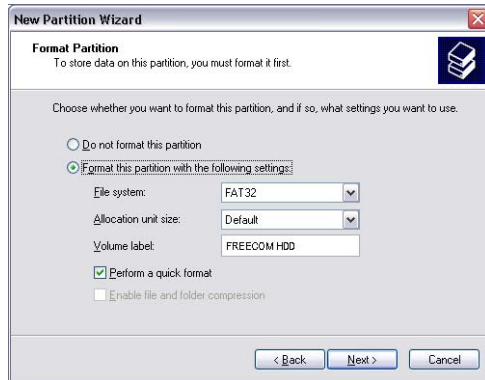 New Partition Wizard
Format Partition
To store data on this partition, you must format it first.
Choose whether you want to format this partition, and if so, what settings you want to use.
Do not format this partition
Format this partition with the following settings:
File system: FAT32
Allocation unit size: Default
Volume label: FREECOM HDD
Perform a quick format
Enable file and folder compression
< Back Next > Cancel